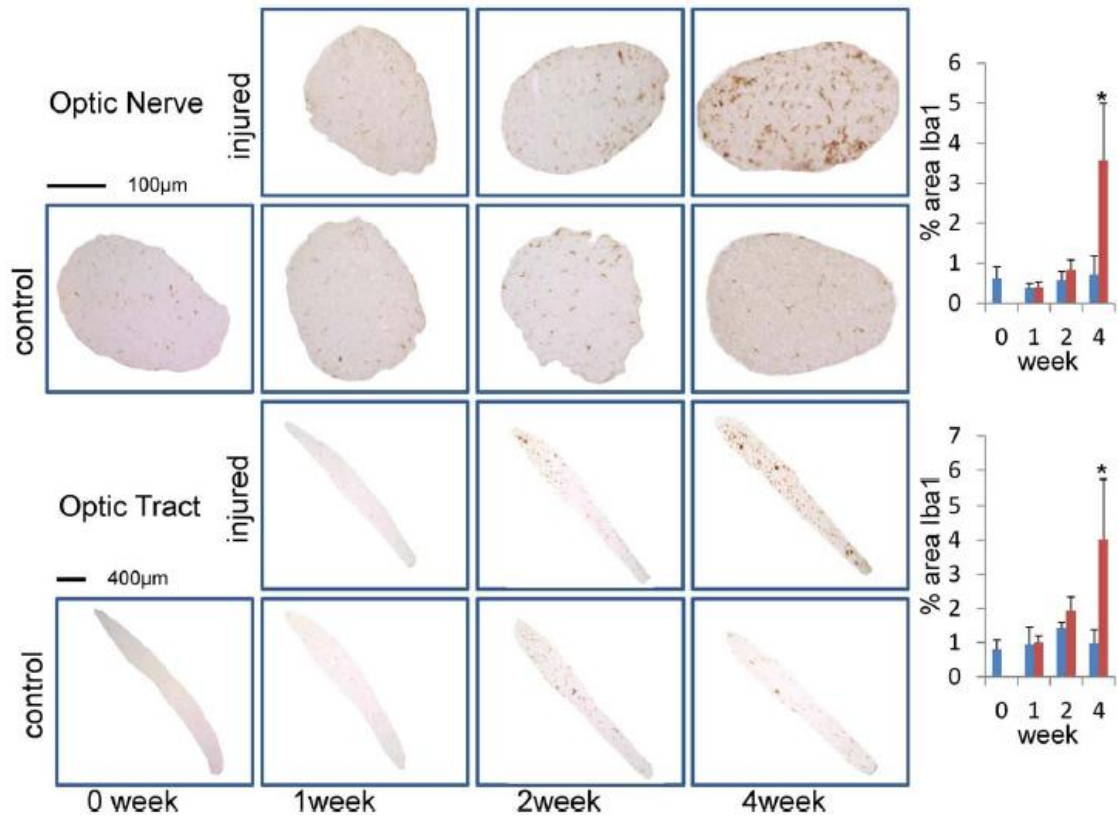 Optic Nerve
100µm
injured
control
Optic Tract
400µm
injured
control
0 week
1week
2week
4week
% area Iba1
6
5
4
3
2
1
0
*
0 1 2 4
week
% area Iba1
7
6
5
4
3
2
1
0
*
0 1 2 4
week